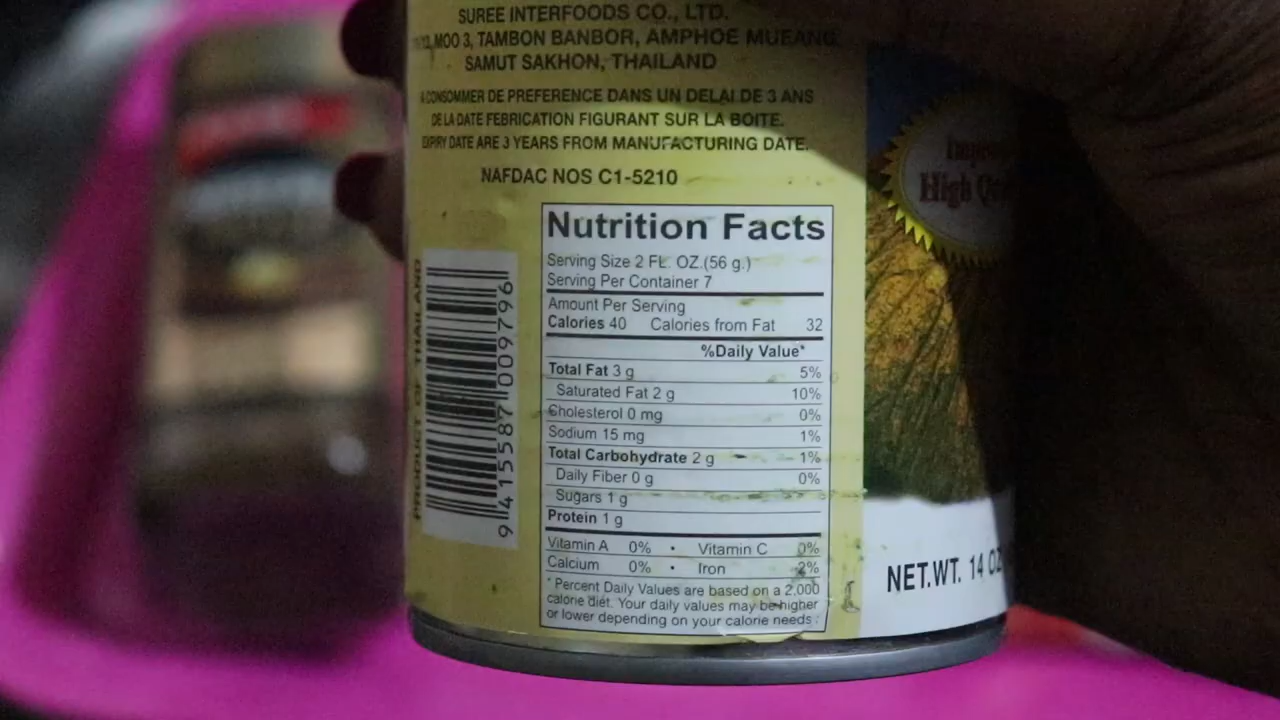 SUREE INTERFOODS CO., LTD.
MOO 3, TAMBON BANBOR, AMPHOE MUEANG
SAMUT SAKHON, THAILAND
A CONSOMMER DE PREFERENCE DANS UN DELAI DE 3 ANS
DE LA DATE FEBRICATION FIGURANT SUR LA BOITE.
EXPIRY DATE ARE 3 YEARS FROM MANUFACTURING DATE.
NAFDAC NOS C1-5210
PRODUCT OF THAILAND
9 415587 009796
Nutrition Facts
Serving Size 2 FL. OZ.(56 g.)
Serving Per Container 7
Amount Per Serving
Calories 40 Calories from Fat 32
%Daily Value*
Total Fat 3 g 5%
Saturated Fat 2 g 10%
Cholesterol 0 mg 0%
Sodium 15 mg 1%
Total Carbohydrate 2 g 1%
Daily Fiber 0 g 0%
Sugars 1 g
Protein 1 g
Vitamin A 0% • Vitamin C 0%
Calcium 0% • Iron 2%
* Percent Daily Values are based on a 2,000
calorie diet. Your daily values may be higher
or lower depending on your calorie needs :
High
NET.WT. 14 OZ